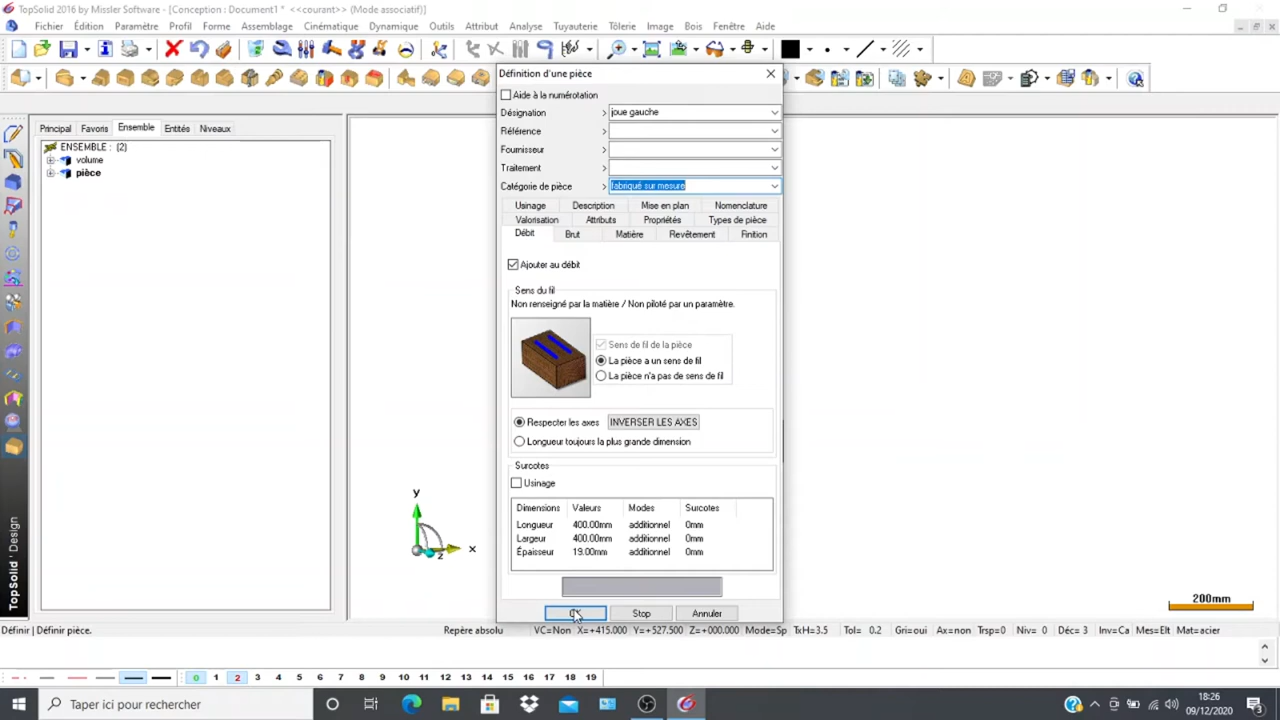 TopSolid 2016 by Missler Software - [Conception : Document1 * <<courant>> (Mode associatif)]
Fichier Édition Paramètre Profil Forme Assemblage Cinématique Dynamique Outils Attribut Analyse Tuyauterie Tôlerie Image Bois Fenêtre Aide
Définition d'une pièce
Aide à la numérotation
Désignation > joue gauche
Référence >
Fournisseur >
Traitement >
Catégorie de pièce > fabriqué sur mesure
Principal Favoris Ensemble Entités Niveaux
ENSEMBLE : (2)
volume
pièce
Usinage Description Mise en plan Nomenclature
Valorisation Attributs Propriétés Types de pièce
Débit Brut Matière Revêtement Finition
Ajouter au débit
Sens du fil
Non renseigné par la matière / Non piloté par un paramètre.
Sens de fil de la pièce
La pièce a un sens de fil
La pièce n'a pas de sens de fil
Respecter les axes INVERSER LES AXES
Longueur toujours la plus grande dimension
Surcotes
Usinage
Dimensions Valeurs Modes Surcotes
Longueur 400.00mm additionnel 0mm
Largeur 400.00mm additionnel 0mm
Épaisseur 19.00mm additionnel 0mm
OK Stop Annuler
y
x
z
200mm
TopSolid ' Design
Définir | Définir pièce.
Repère absolu VC=Non X=+415.000 Y=+527.500 Z=+000.000 Mode=Sp TxH=3.5 Tol= 0.2 Gri=oui Ax=non Trsp=0 Niv= 0 Déc= 3 Inv=Ca Mes=Elt Mat=acier
0 1 2 3 4 5 6 7 8 9 10 11 12 13 14 15 16 17 18 19
Taper ici pour rechercher
18:26
09/12/2020
3